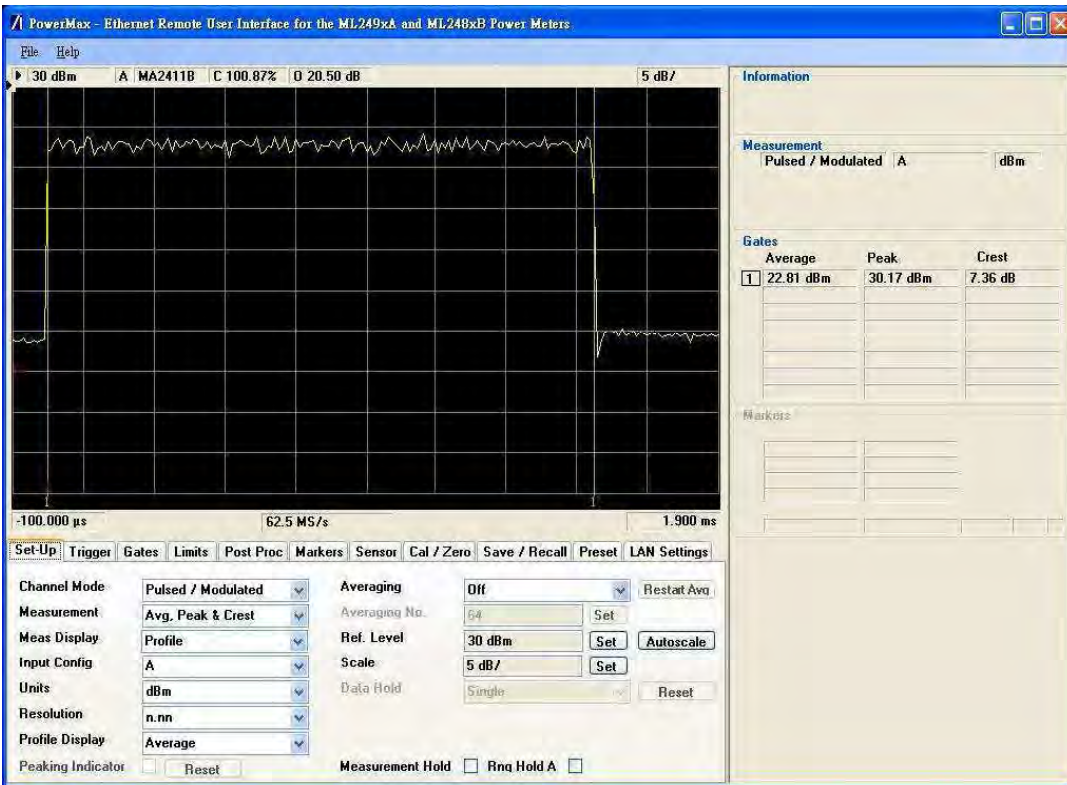 PowerMax - Ethernet Remote User Interface for the ML249xA and ML248xB Power Meters
File Help
30 dBm A MA2411B C 100.87% O 20.50 dB 5 dB/
1 1
-100.000 µs 62.5 MS/s 1.900 ms
Information
Measurement
Pulsed / Modulated A dBm
Gates
Average Peak Crest
1 22.81 dBm 30.17 dBm 7.36 dB
Markers
Set-Up Trigger Gates Limits Post Proc Markers Sensor Cal / Zero Save / Recall Preset LAN Settings
Channel Mode Pulsed / Modulated Averaging Off Restart Avg
Measurement Avg, Peak & Crest Averaging No. 64 Set
Meas Display Profile Ref. Level 30 dBm Set Autoscale
Input Config A Scale 5 dB/ Set
Units dBm Data Hold Single Reset
Resolution n.nn
Profile Display Average
Peaking Indicator Reset Measurement Hold Rng Hold A